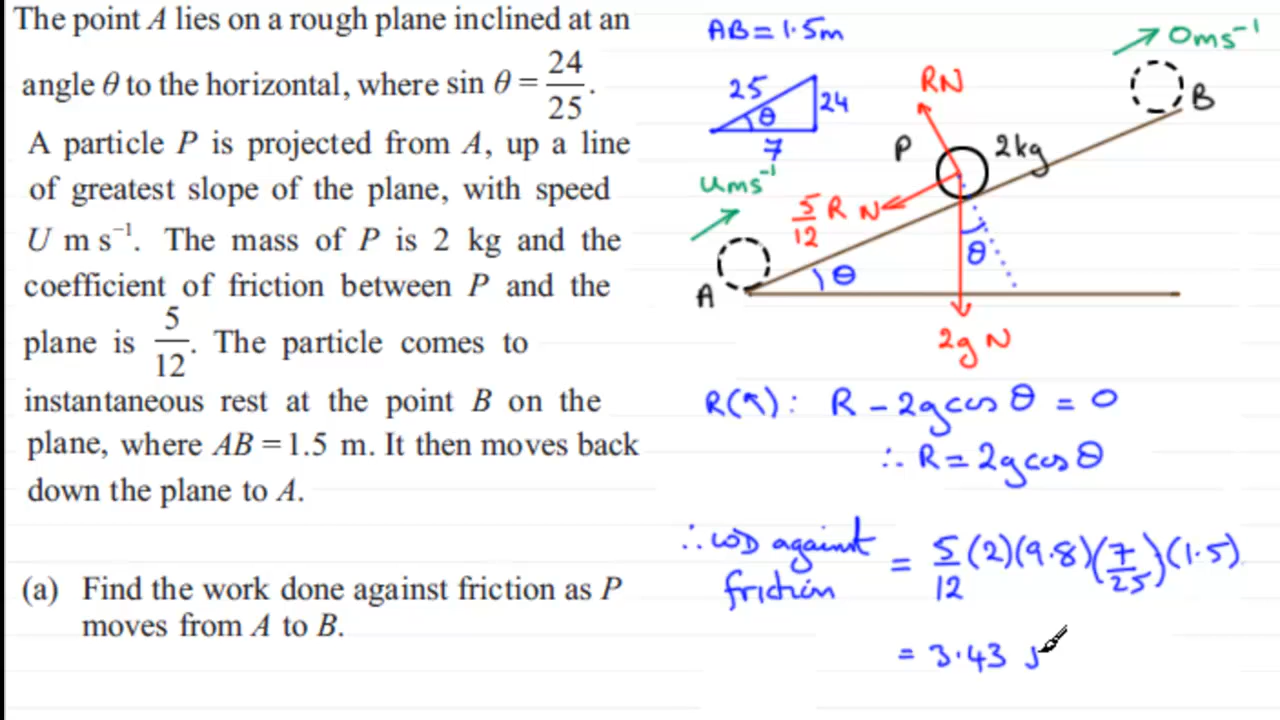 The point A lies on a rough plane inclined at an
angle θ to the horizontal, where sin θ = 24/25.
A particle P is projected from A, up a line
of greatest slope of the plane, with speed
U m s⁻¹. The mass of P is 2 kg and the
coefficient of friction between P and the
plane is 5/12. The particle comes to
instantaneous rest at the point B on the
plane, where AB = 1.5 m. It then moves back
down the plane to A.
(a) Find the work done against friction as P
moves from A to B.
AB = 1.5m
25
24
θ
7
0ms⁻¹
B
RN
P
2kg
Ums⁻¹
5/12 R N
θ
A
θ
2g N
R(↖): R - 2g cos θ = 0
∴ R = 2g cos θ
∴ WD against friction = 5/12 (2)(9.8)(7/25)(1.5)
= 3.43 J